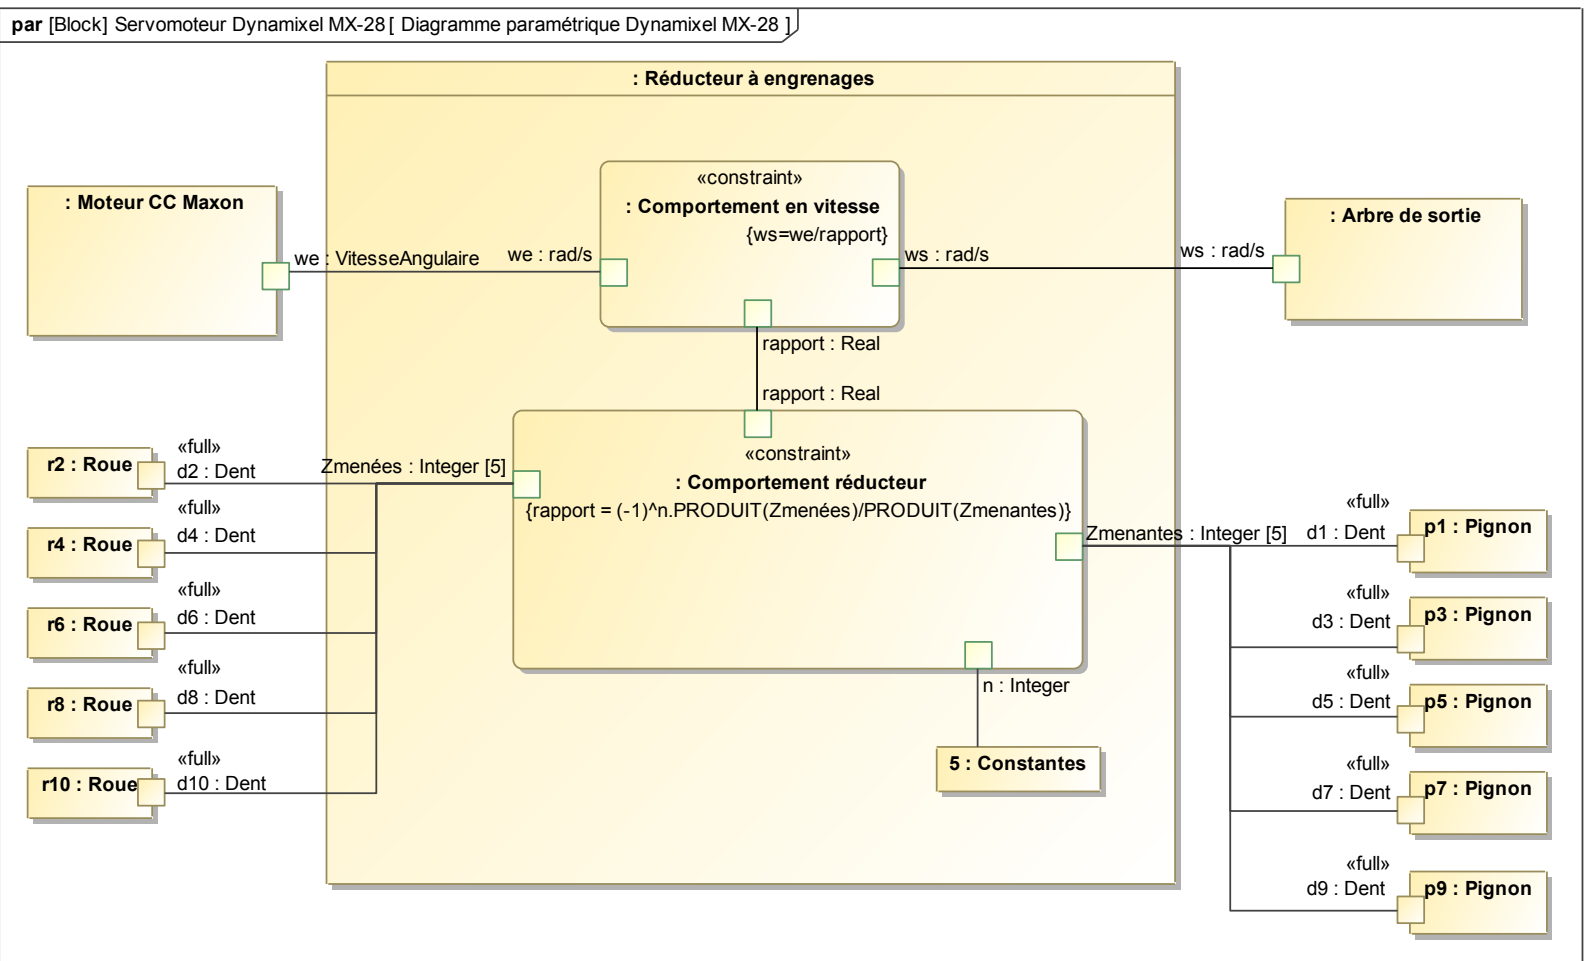 par [Block] Servomoteur Dynamixel MX-28 [ Diagramme paramétrique Dynamixel MX-28 ]
: Réducteur à engrenages
«constraint»
: Comportement en vitesse
{ws=we/rapport}
: Moteur CC Maxon
we : VitesseAngulaire
we : rad/s
ws : rad/s
ws : rad/s
: Arbre de sortie
rapport : Real
rapport : Real
«constraint»
: Comportement réducteur
{rapport = (-1)^n.PRODUIT(Zmenées)/PRODUIT(Zmenantes)}
Zmenées : Integer [5]
Zmenantes : Integer [5]
n : Integer
5 : Constantes
r2 : Roue
«full»
d2 : Dent
r4 : Roue
«full»
d4 : Dent
r6 : Roue
«full»
d6 : Dent
r8 : Roue
«full»
d8 : Dent
r10 : Roue
«full»
d10 : Dent
«full»
d1 : Dent
p1 : Pignon
«full»
d3 : Dent
p3 : Pignon
«full»
d5 : Dent
p5 : Pignon
«full»
d7 : Dent
p7 : Pignon
«full»
d9 : Dent
p9 : Pignon